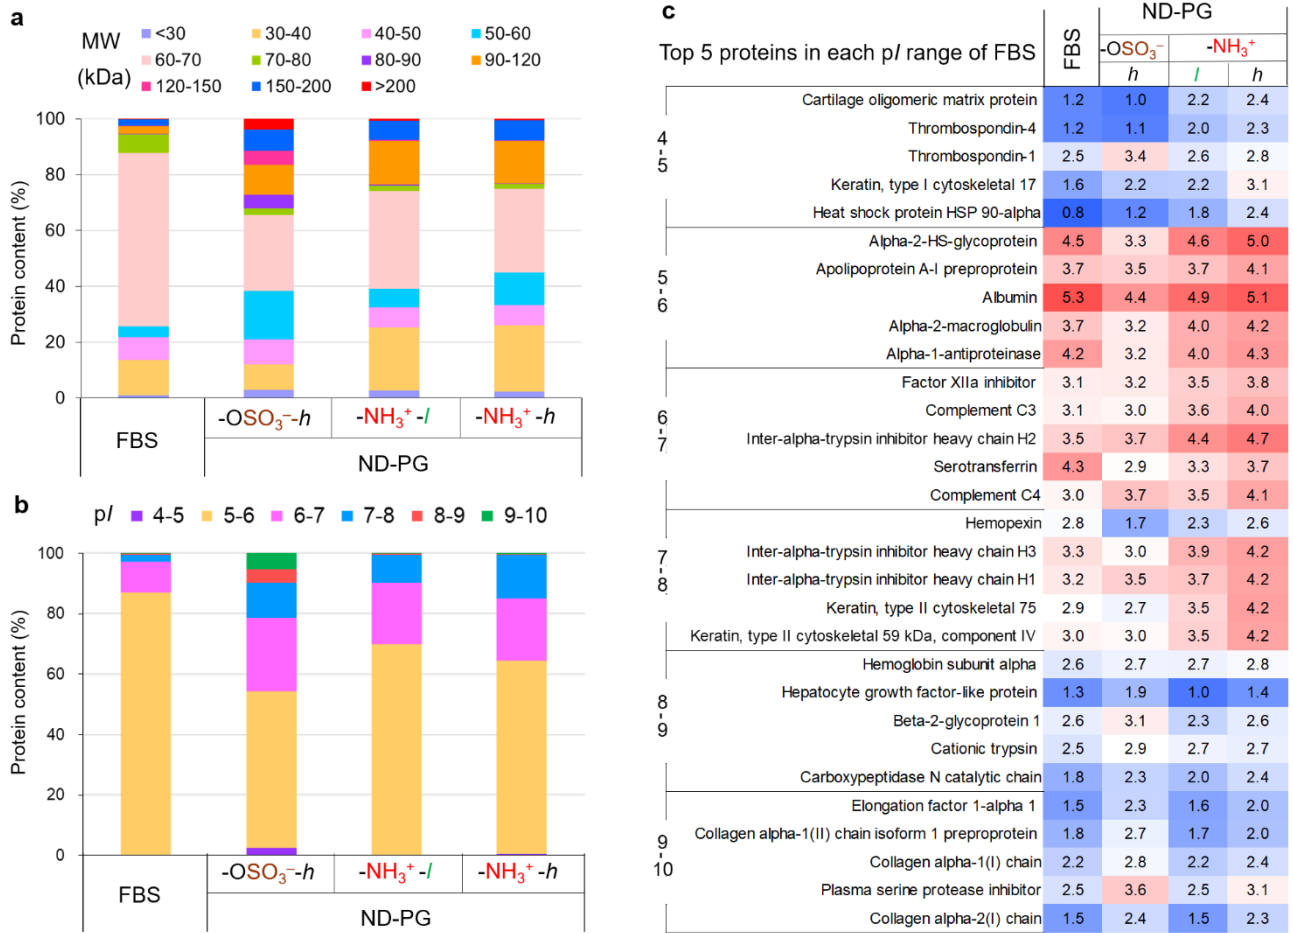 a
MW
(kDa)
<30 30-40 40-50 50-60
60-70 70-80 80-90 90-120
120-150 150-200 >200
Protein content (%)
100
80
60
40
20
0
FBS
-OSO₃⁻-h -NH₃⁺-l -NH₃⁺-h
ND-PG
b
pI 4-5 5-6 6-7 7-8 8-9 9-10
Protein content (%)
100
80
60
40
20
0
FBS
-OSO₃⁻-h -NH₃⁺-l -NH₃⁺-h
ND-PG
c
Top 5 proteins in each pI range of FBS
FBS
ND-PG
-OSO₃⁻ -NH₃⁺
h l h
4-5
Cartilage oligomeric matrix protein 1.2 1.0 2.2 2.4
Thrombospondin-4 1.2 1.1 2.0 2.3
Thrombospondin-1 2.5 3.4 2.6 2.8
Keratin, type I cytoskeletal 17 1.6 2.2 2.2 3.1
Heat shock protein HSP 90-alpha 0.8 1.2 1.8 2.4
5-6
Alpha-2-HS-glycoprotein 4.5 3.3 4.6 5.0
Apolipoprotein A-I preproprotein 3.7 3.5 3.7 4.1
Albumin 5.3 4.4 4.9 5.1
Alpha-2-macroglobulin 3.7 3.2 4.0 4.2
Alpha-1-antiproteinase 4.2 3.2 4.0 4.3
6-7
Factor XIIa inhibitor 3.1 3.2 3.5 3.8
Complement C3 3.1 3.0 3.6 4.0
Inter-alpha-trypsin inhibitor heavy chain H2 3.5 3.7 4.4 4.7
Serotransferrin 4.3 2.9 3.3 3.7
Complement C4 3.0 3.7 3.5 4.1
7-8
Hemopexin 2.8 1.7 2.3 2.6
Inter-alpha-trypsin inhibitor heavy chain H3 3.3 3.0 3.9 4.2
Inter-alpha-trypsin inhibitor heavy chain H1 3.2 3.5 3.7 4.2
Keratin, type II cytoskeletal 75 2.9 2.7 3.5 4.2
Keratin, type II cytoskeletal 59 kDa, component IV 3.0 3.0 3.5 4.2
8-9
Hemoglobin subunit alpha 2.6 2.7 2.7 2.8
Hepatocyte growth factor-like protein 1.3 1.9 1.0 1.4
Beta-2-glycoprotein 1 2.6 3.1 2.3 2.6
Cationic trypsin 2.5 2.9 2.7 2.7
Carboxypeptidase N catalytic chain 1.8 2.3 2.0 2.4
9-10
Elongation factor 1-alpha 1 1.5 2.3 1.6 2.0
Collagen alpha-1(II) chain isoform 1 preproprotein 1.8 2.7 1.7 2.0
Collagen alpha-1(I) chain 2.2 2.8 2.2 2.4
Plasma serine protease inhibitor 2.5 3.6 2.5 3.1
Collagen alpha-2(I) chain 1.5 2.4 1.5 2.3